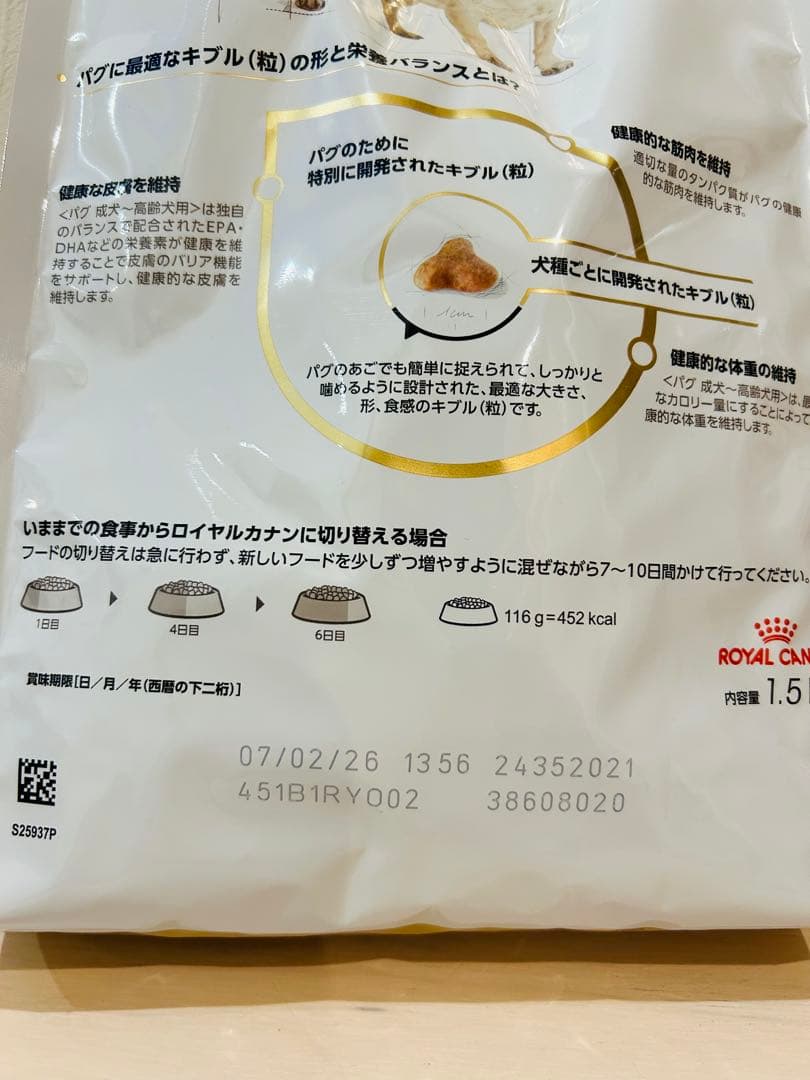 パグに最適なキブル(粒)の形と栄養バランスとは?
パグのために
特別に開発されたキブル(粒)
健康的な筋肉を維持
適切な量のタンパク質がパグの健康
的な筋肉を維持します。
健康な皮膚を維持
<パグ 成犬~高齢犬用>は独自
のバランスで配合されたEPA・
DHAなどの栄養素が健康を維
持することで皮膚のバリア機能
をサポートし、健康的な皮膚を
維持します。
犬種ごとに開発されたキブル(粒)
1cm
パグのあごでも簡単に捉えられて、しっかりと
噛めるように設計された、最適な大きさ、
形、食感のキブル(粒)です。
健康的な体重の維持
<パグ 成犬~高齢犬用>は、最
なカロリー量にすることによって
康的な体重を維持します。
いままでの食事からロイヤルカナンに切り替える場合
フードの切り替えは急に行わず、新しいフードを少しずつ増やすように混ぜながら7~10日間かけて行ってください。
1日目
4日目
6日目
116 g=452 kcal
ROYAL CAN
内容量 1.5
賞味期限[日/月/年(西暦の下二桁)]
07/02/26 1356 24352021
451B1RYO02 38608020
S25937P